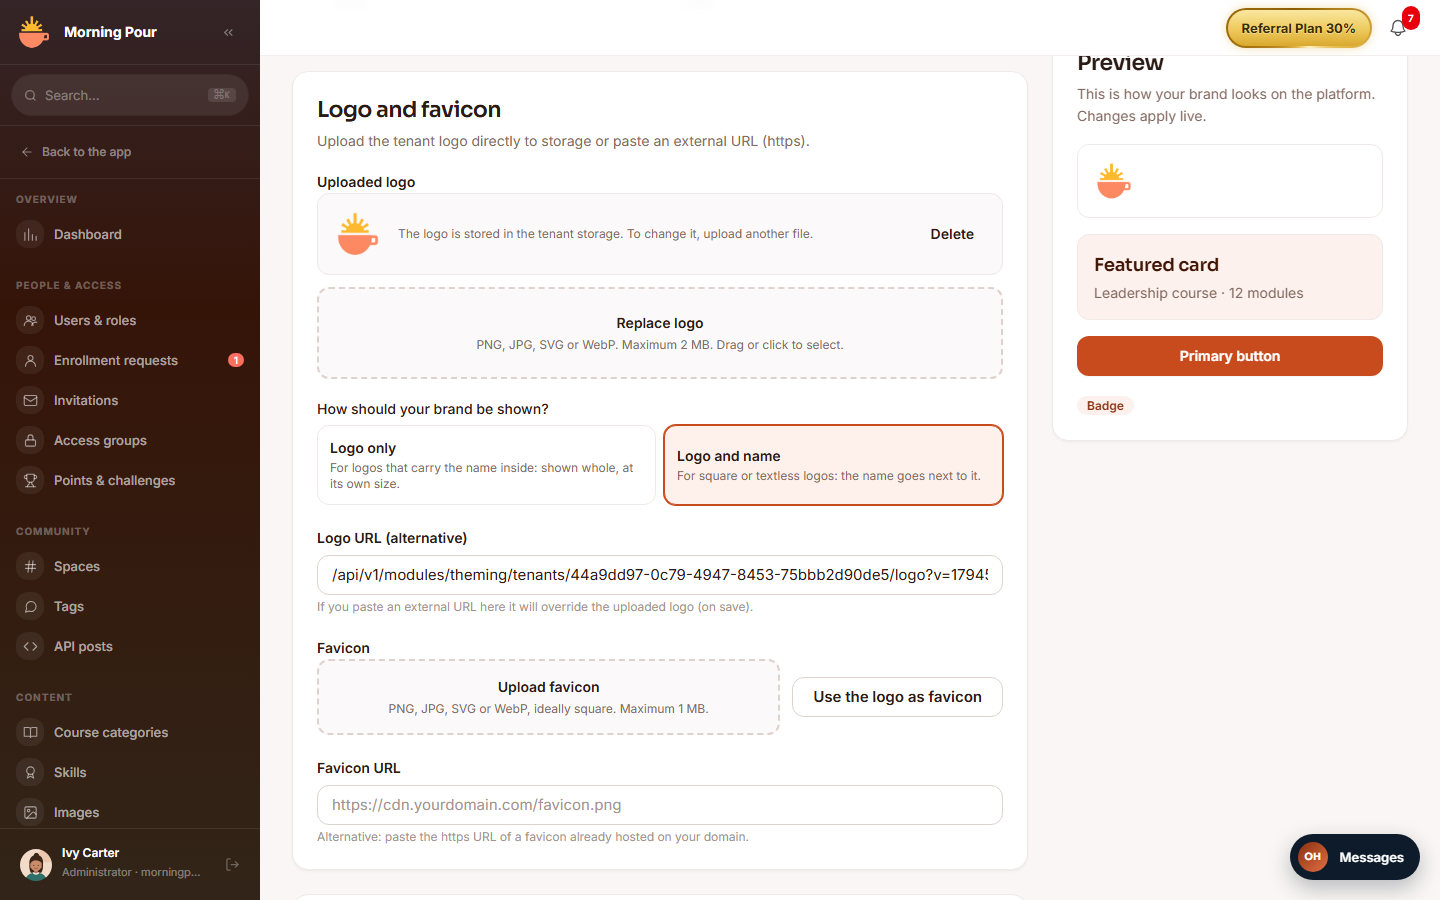 Morning Pour
Search...
⌘K
Back to the app
OVERVIEW
Dashboard
PEOPLE & ACCESS
Users & roles
Enrollment requests
1
Invitations
Access groups
Points & challenges
COMMUNITY
Spaces
Tags
API posts
CONTENT
Course categories
Skills
Images
Ivy Carter
Administrator · morningp...
Referral Plan 30%
7
Logo and favicon
Upload the tenant logo directly to storage or paste an external URL (https).
Uploaded logo
The logo is stored in the tenant storage. To change it, upload another file.
Delete
Replace logo
PNG, JPG, SVG or WebP. Maximum 2 MB. Drag or click to select.
How should your brand be shown?
Logo only
For logos that carry the name inside: shown whole, at
its own size.
Logo and name
For square or textless logos: the name goes next to it.
Logo URL (alternative)
/api/v1/modules/theming/tenants/44a9dd97-0c79-4947-8453-75bbb2d90de5/logo?v=17945
If you paste an external URL here it will override the uploaded logo (on save).
Favicon
Upload favicon
PNG, JPG, SVG or WebP, ideally square. Maximum 1 MB.
Use the logo as favicon
Favicon URL
https://cdn.yourdomain.com/favicon.png
Alternative: paste the https URL of a favicon already hosted on your domain.
Preview
This is how your brand looks on the platform.
Changes apply live.
Featured card
Leadership course · 12 modules
Primary button
Badge
OH
Messages